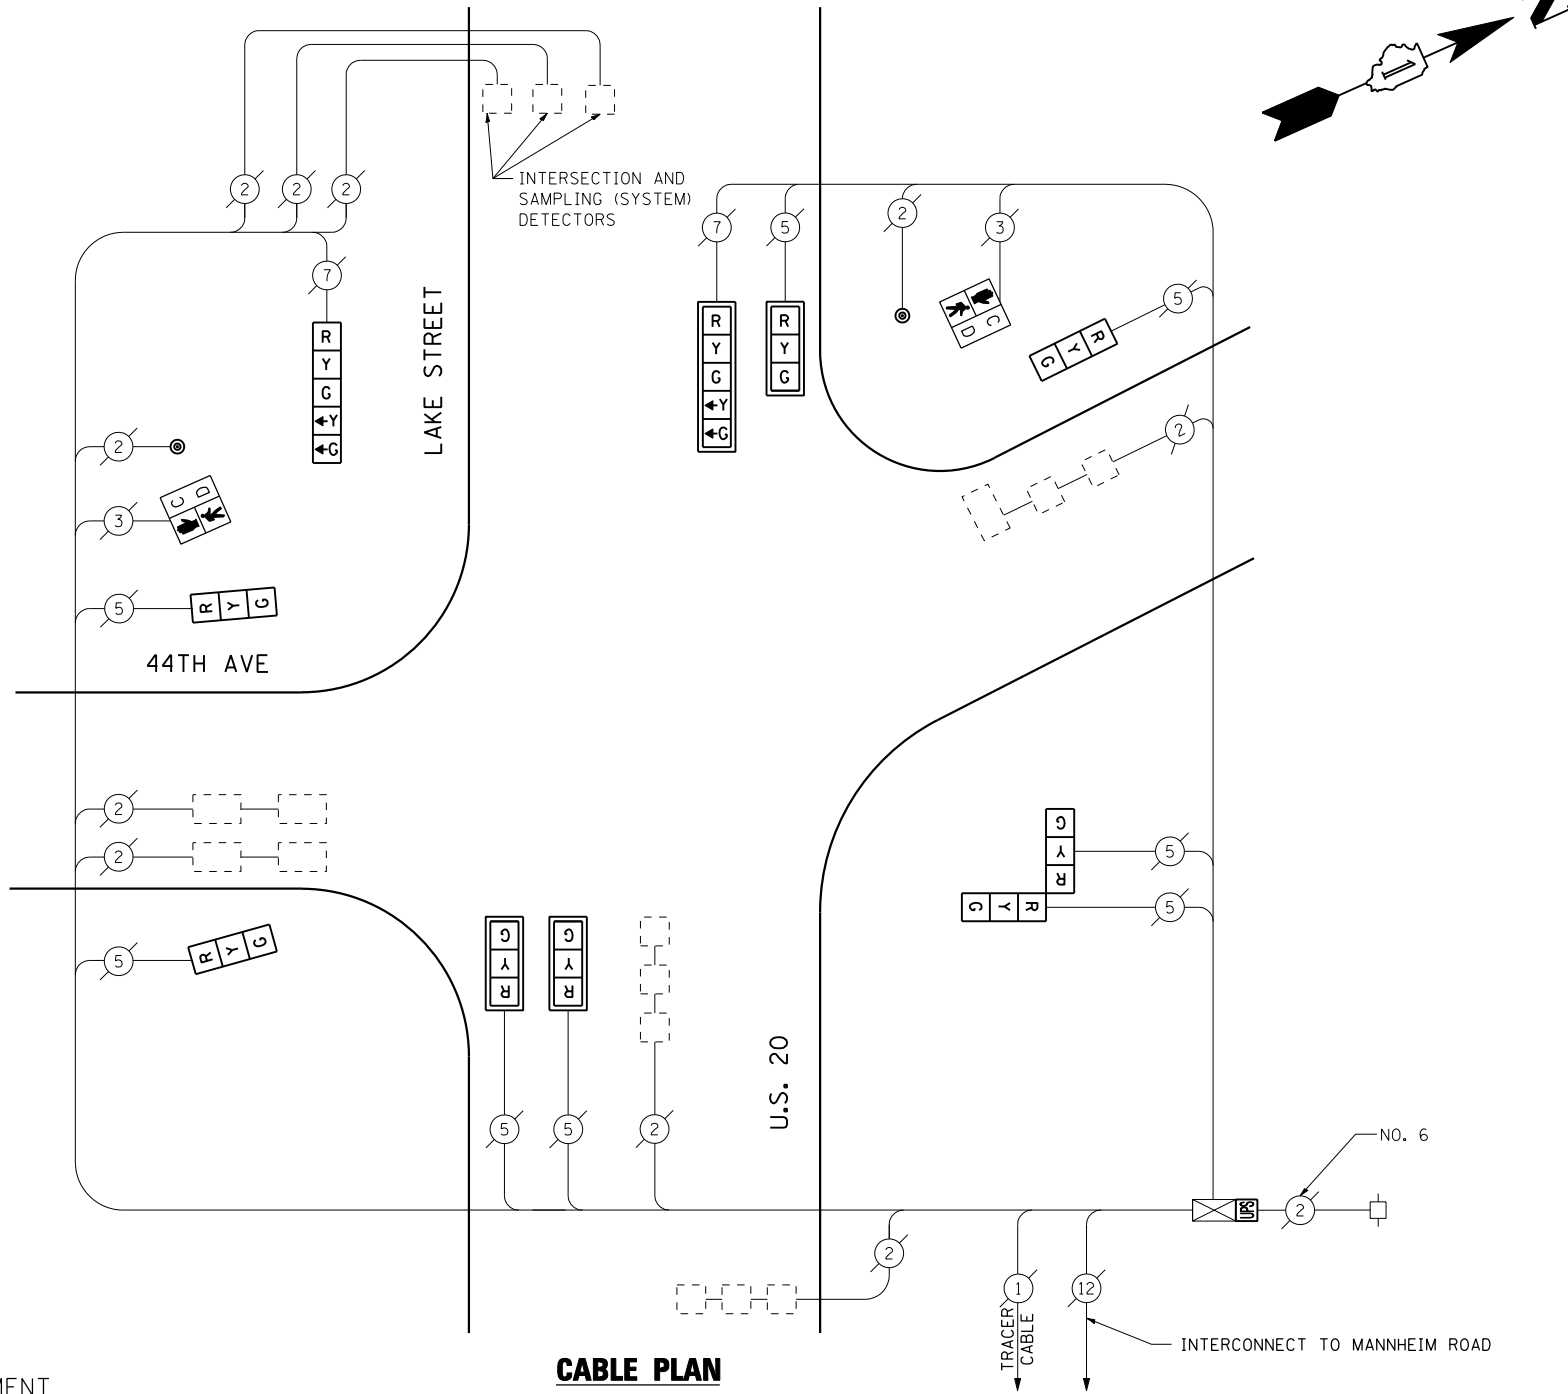 1
2
2
2
INTERSECTION AND
SAMPLING (SYSTEM)
DETECTORS
7
5
2
3
5
7
R
Y
G
←Y
←G
LAKE STREET
R
Y
G
←Y
←G
R
Y
G
C
D
R
Y
G
2
2
3
C
D
5
R
Y
G
44TH AVE
2
2
5
R
Y
G
G
Y
R
G
Y
R
5
5
2
U.S. 20
G
Y
R
5
G
Y
R
5
NO. 6
UPS
2
2
1
12
TRACER
CABLE
INTERCONNECT TO MANNHEIM ROAD
CABLE PLAN
MENT